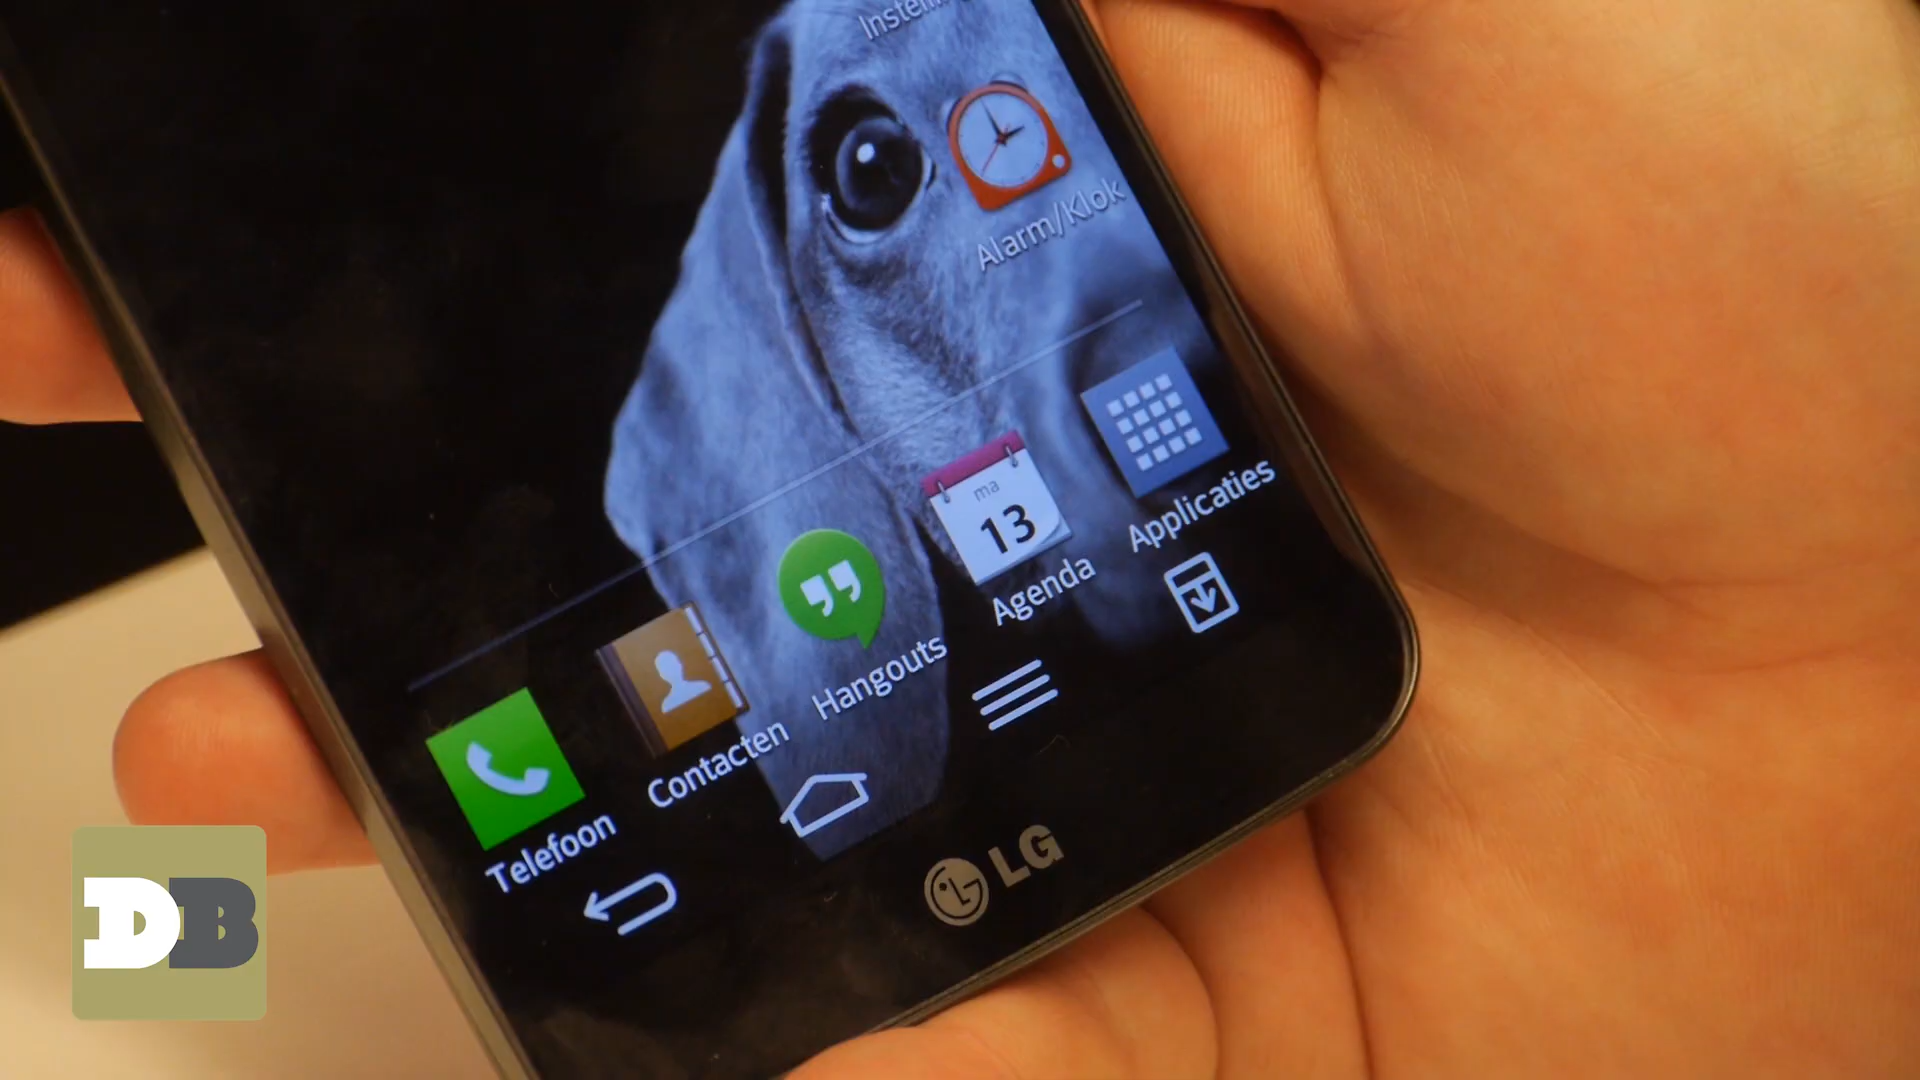 Alarm/Klok
ma
13
Telefoon
Contacten
Hangouts
Agenda
Applicaties
LG
DB